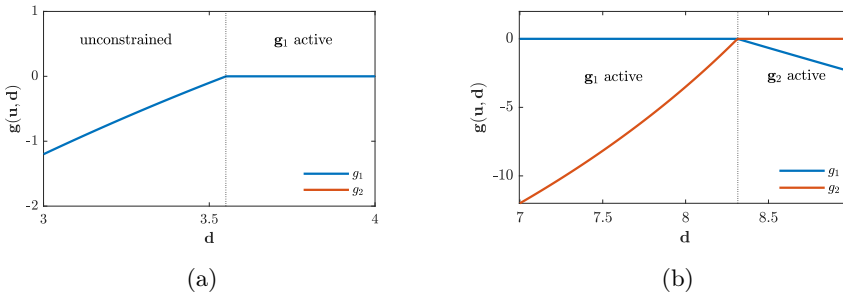 1
unconstrained
g₁ active
0
g(u, d)
-1
g₁
g₂
-2
3
3.5
4
d
(a)
0
g₁ active
g₂ active
g(u, d)
-5
-10
g₁
g₂
7
7.5
8
8.5
d
(b)